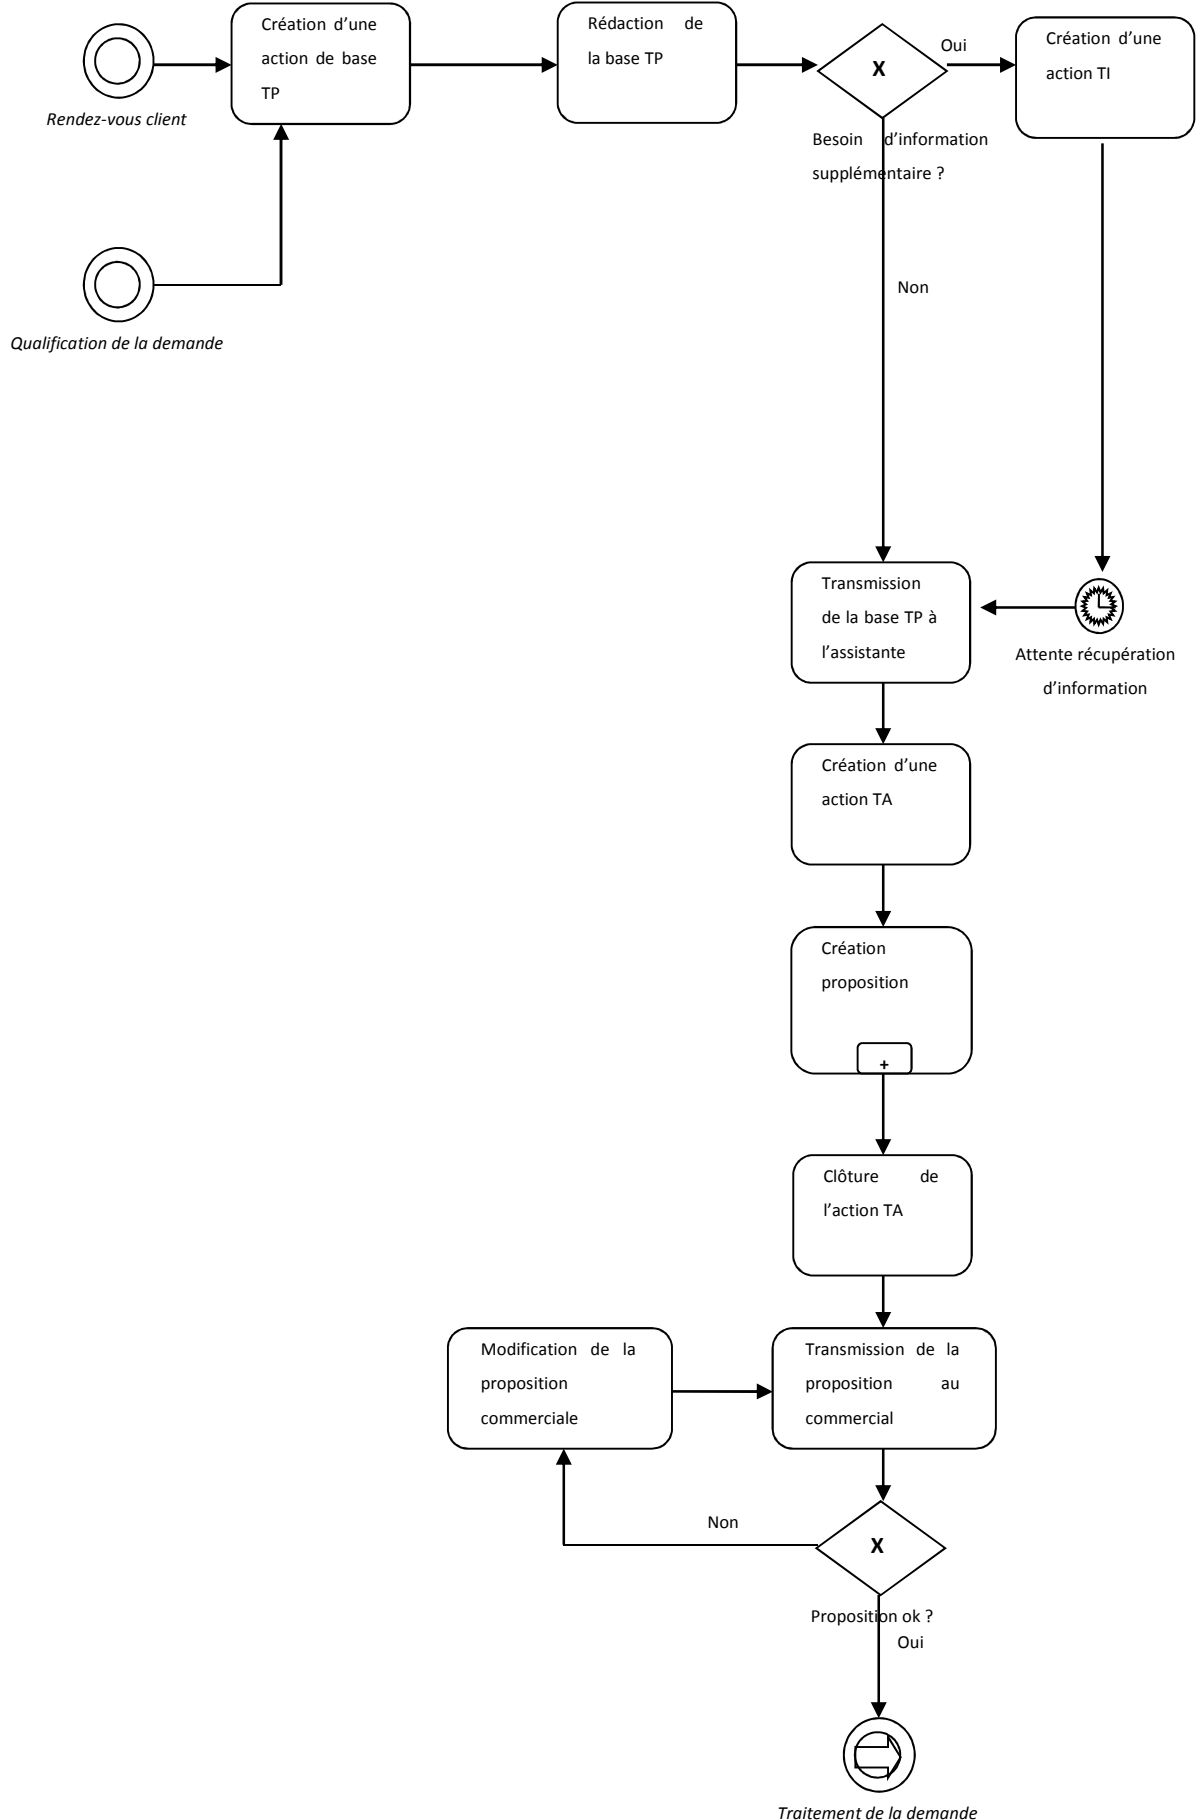 Création d’une
action de base
TP
Rédaction de
la base TP
X
Oui
Création d’une
action TI
Rendez-vous client
Besoin d’information
supplémentaire ?
Non
Qualification de la demande
Transmission
de la base TP à
l’assistante
Attente récupération
d’information
Création d’une
action TA
Création
proposition
+
Clôture de
l’action TA
Modification de la
proposition
commerciale
Transmission de la
proposition au
commercial
Non
X
Proposition ok ?
Oui
Traitement de la demande